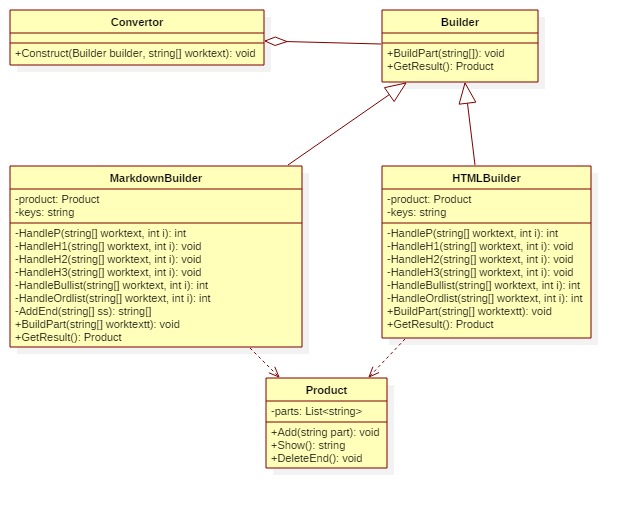 Convertor
+Construct(Builder builder, string[] worktext): void
Builder
+BuildPart(string[]): void
+GetResult(): Product
MarkdownBuilder
-product: Product
-keys: string
-HandleP(string[] worktext, int i): int
-HandleH1(string[] worktext, int i): void
-HandleH2(string[] worktext, int i): void
-HandleH3(string[] worktext, int i): void
-HandleBullist(string[] worktext, int i): int
-HandleOrdlist(string[] worktext, int i): int
-AddEnd(string[] ss): string[]
+BuildPart(string[] worktextt): void
+GetResult(): Product
HTMLBuilder
-product: Product
-keys: string
-HandleP(string[] worktext, int i): int
-HandleH1(string[] worktext, int i): void
-HandleH2(string[] worktext, int i): void
-HandleH3(string[] worktext, int i): void
-HandleBullist(string[] worktext, int i): int
-HandleOrdlist(string[] worktext, int i): int
+BuildPart(string[] worktextt): void
+GetResult(): Product
Product
-parts: List<string>
+Add(string part): void
+Show(): string
+DeleteEnd(): void